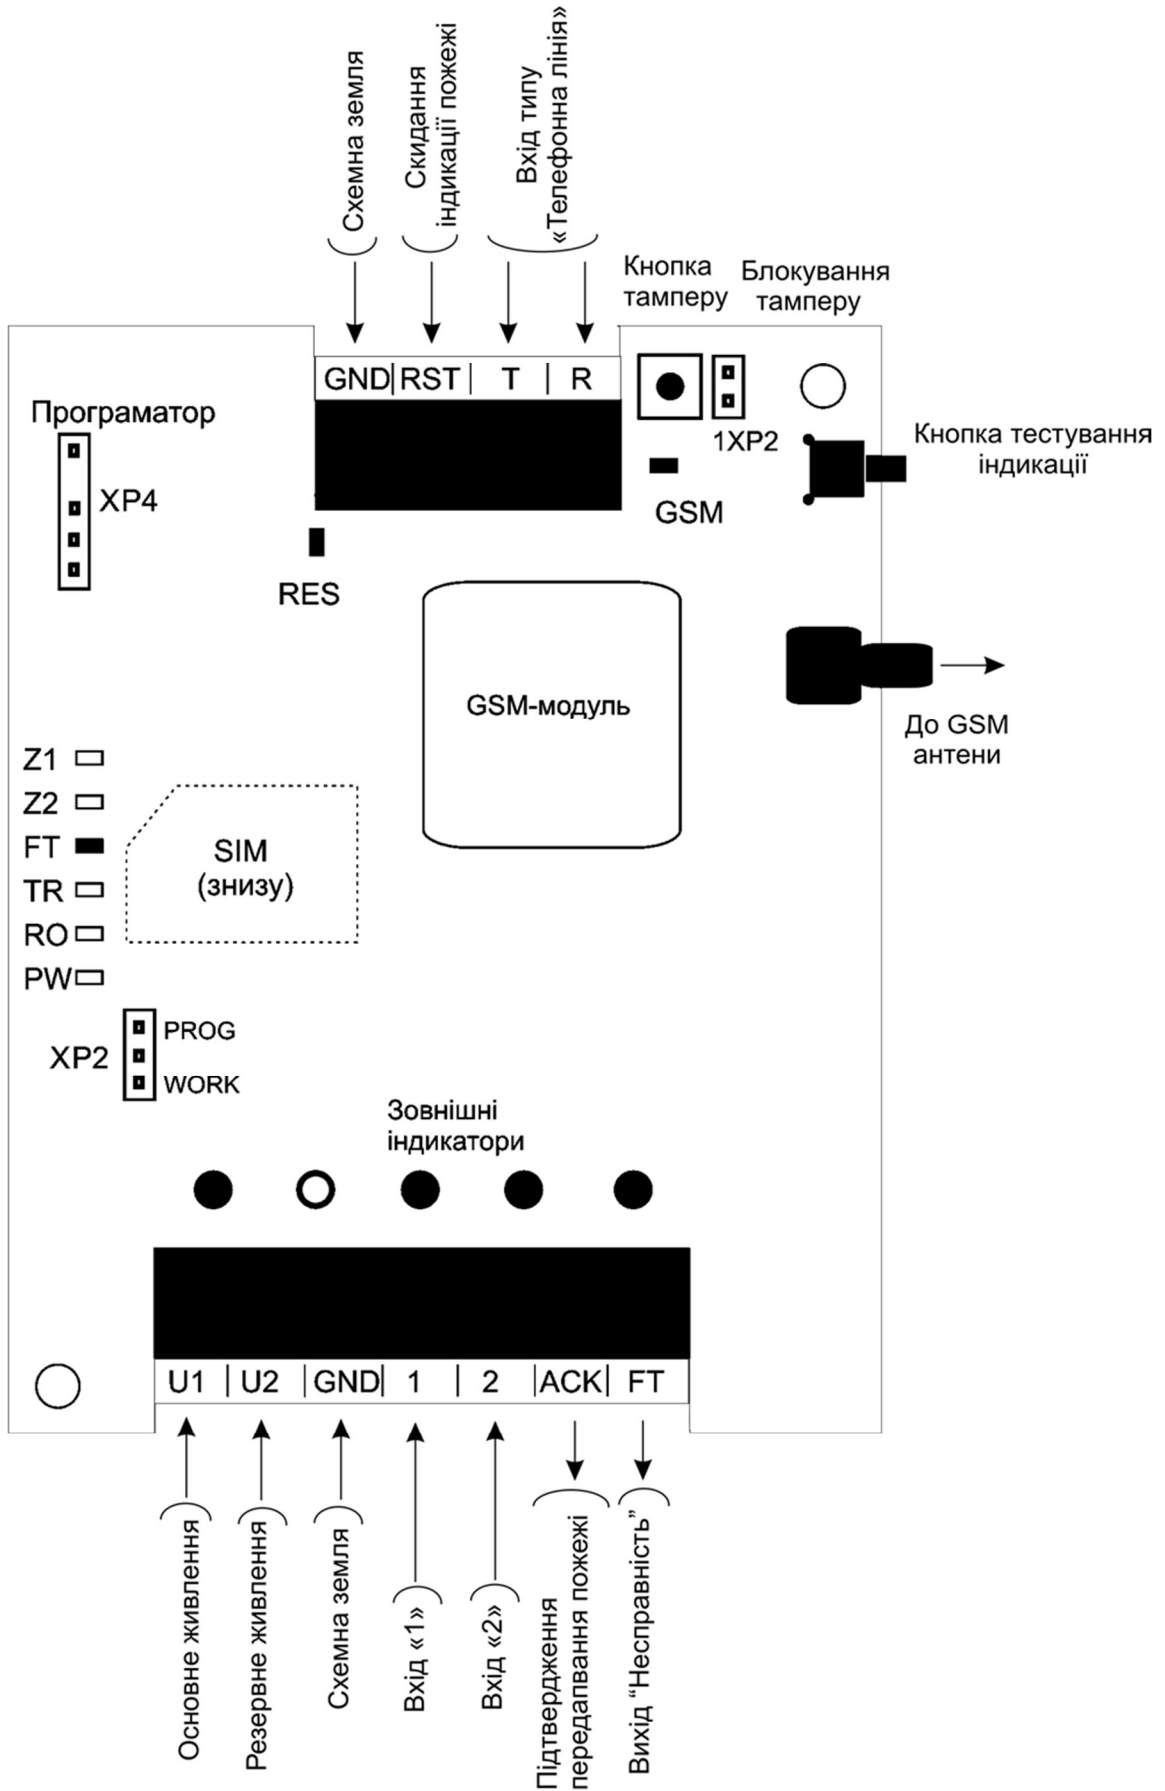 Схемна земля
Скидання
індикації пожежі
Вхід типу
«Телефонна лінія»
Кнопка
тамперу
Блокування
тамперу
GND|RST | T | R
1XP2
Програматор
XP4
GSM
Кнопка тестування
індикації
RES
GSM-модуль
До GSM
антени
Z1
Z2
FT
TR
RO
PW
SIM
(знизу)
XP2
PROG
WORK
Зовнішні
індикатори
U1 | U2 | GND| 1 | 2 |ACK| FT
Основне живлення
Резервне живлення
Схемна земля
Вхід «1»
Вхід «2»
Підтвердження
передапвання пожежі
Вихід “Несправність”